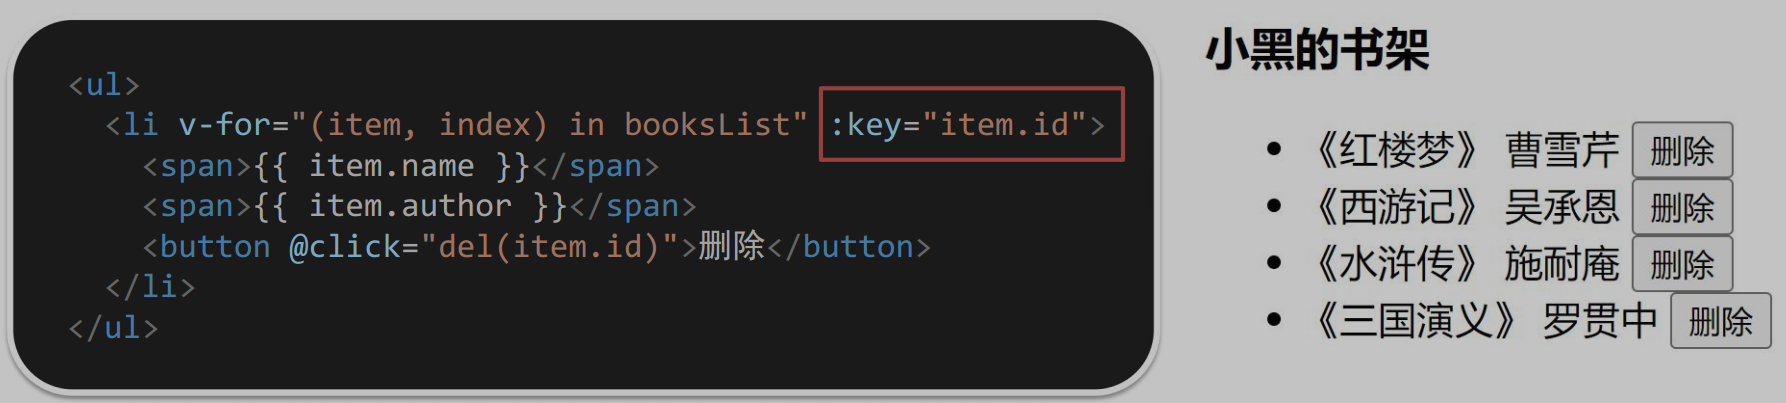 <ul>
<li v-for="(item, index) in booksList" :key="item.id">
<span>{{ item.name }}</span>
<span>{{ item.author }}</span>
<button @click="del(item.id)">删除</button>
</li>
</ul>
小黑的书架
• 《红楼梦》 曹雪芹 删除
• 《西游记》 吴承恩 删除
• 《水浒传》 施耐庵 删除
• 《三国演义》 罗贯中 删除